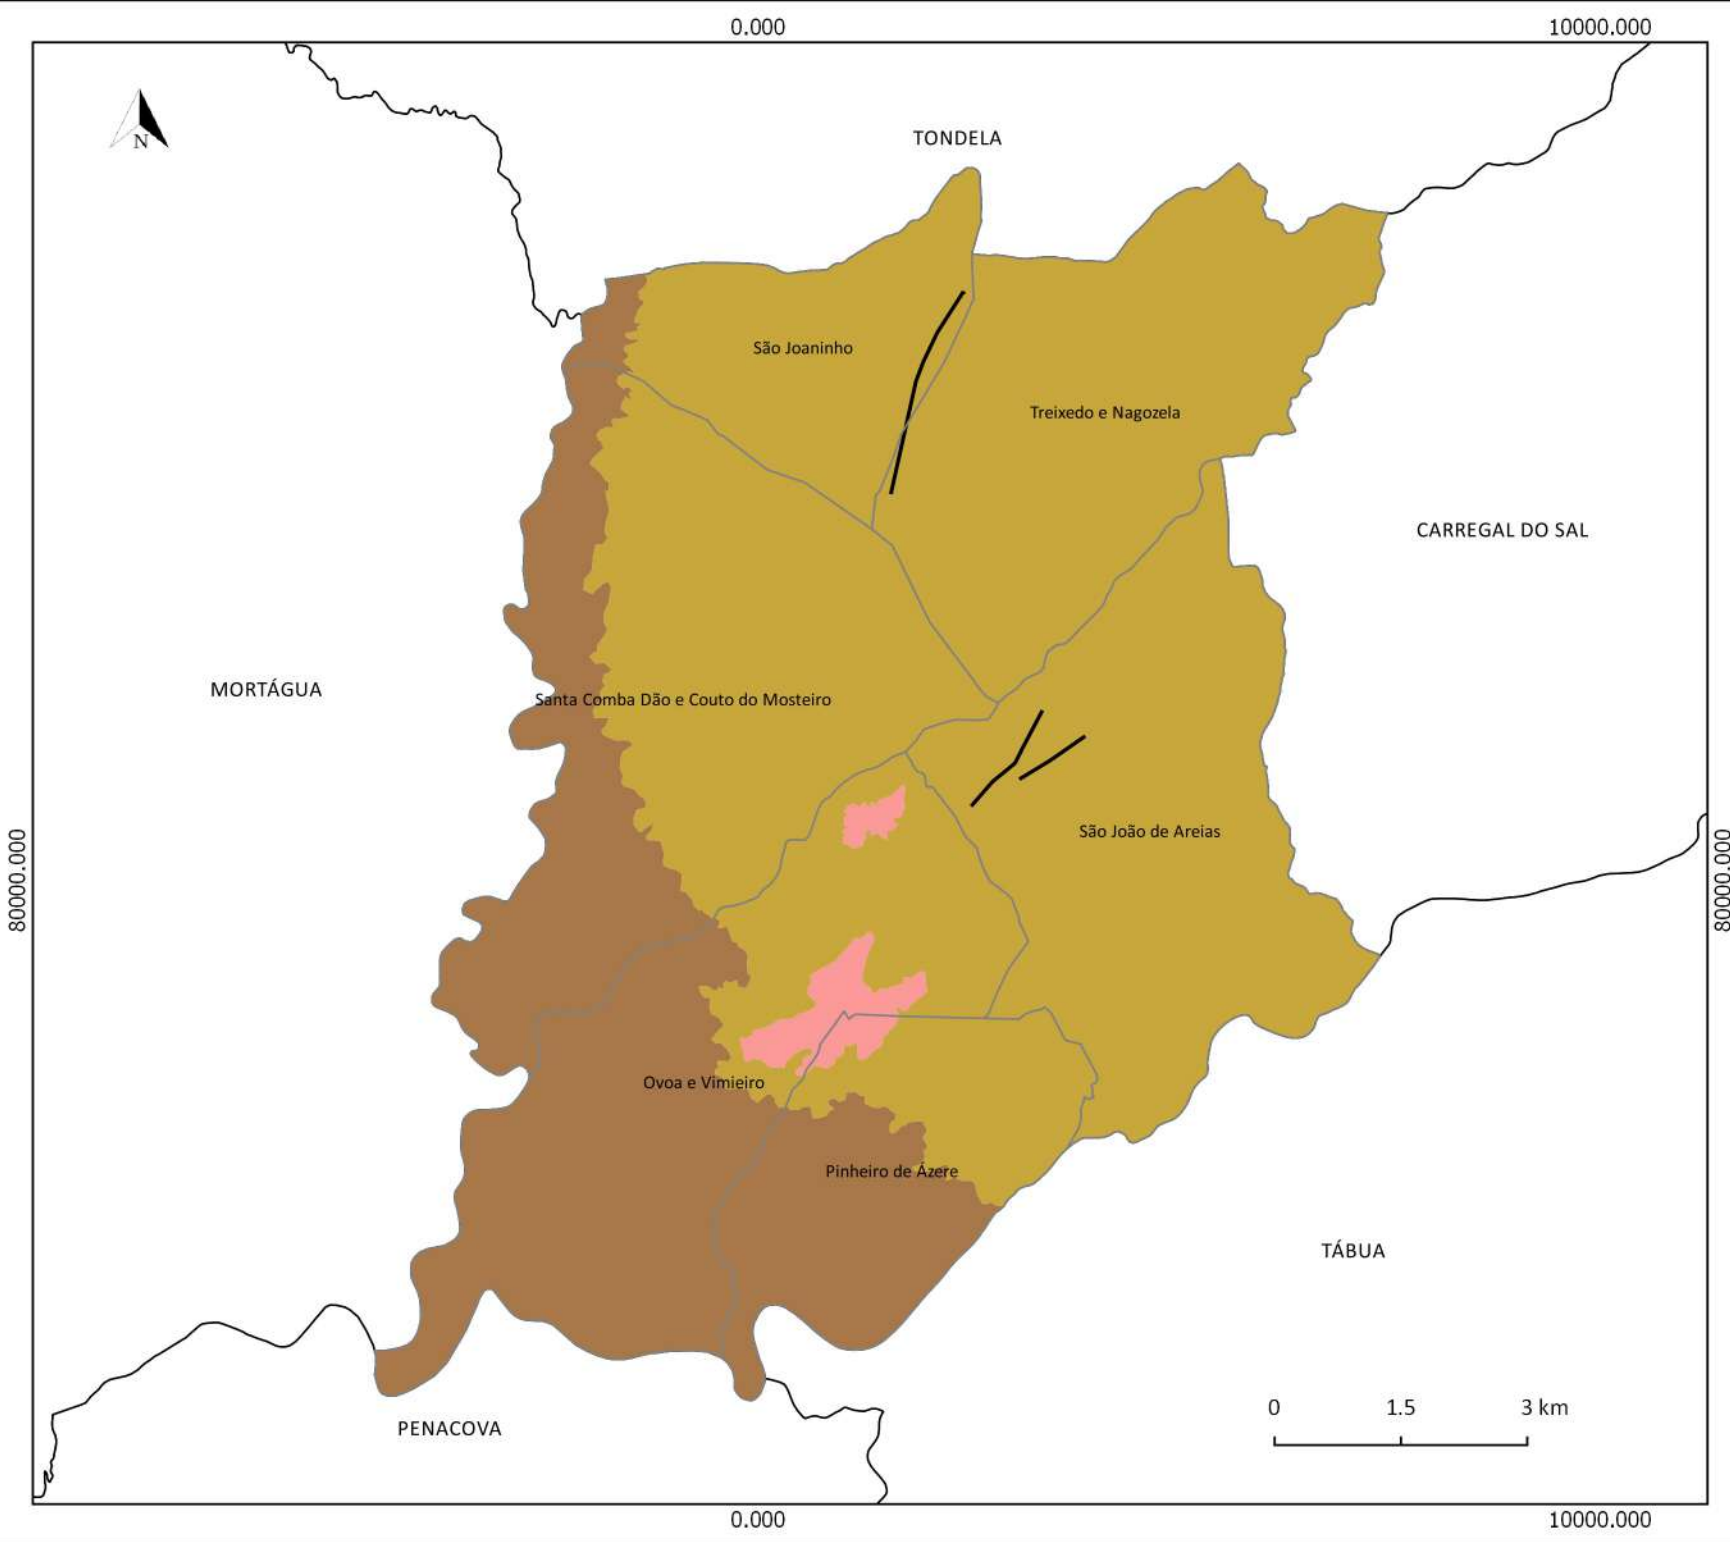 0.000 10000.000
N
TONDELA
São Joaninho
Treixedo e Nagozela
CARREGAL DO SAL
MORTÁGUA
Santa Comba Dão e Couto do Mosteiro
São João de Areias
80000.000 80000.000
Ovoa e Vimieiro
Pinheiro de Ázere
TÁBUA
0 1.5 3 km
PENACOVA
0.000 10000.000